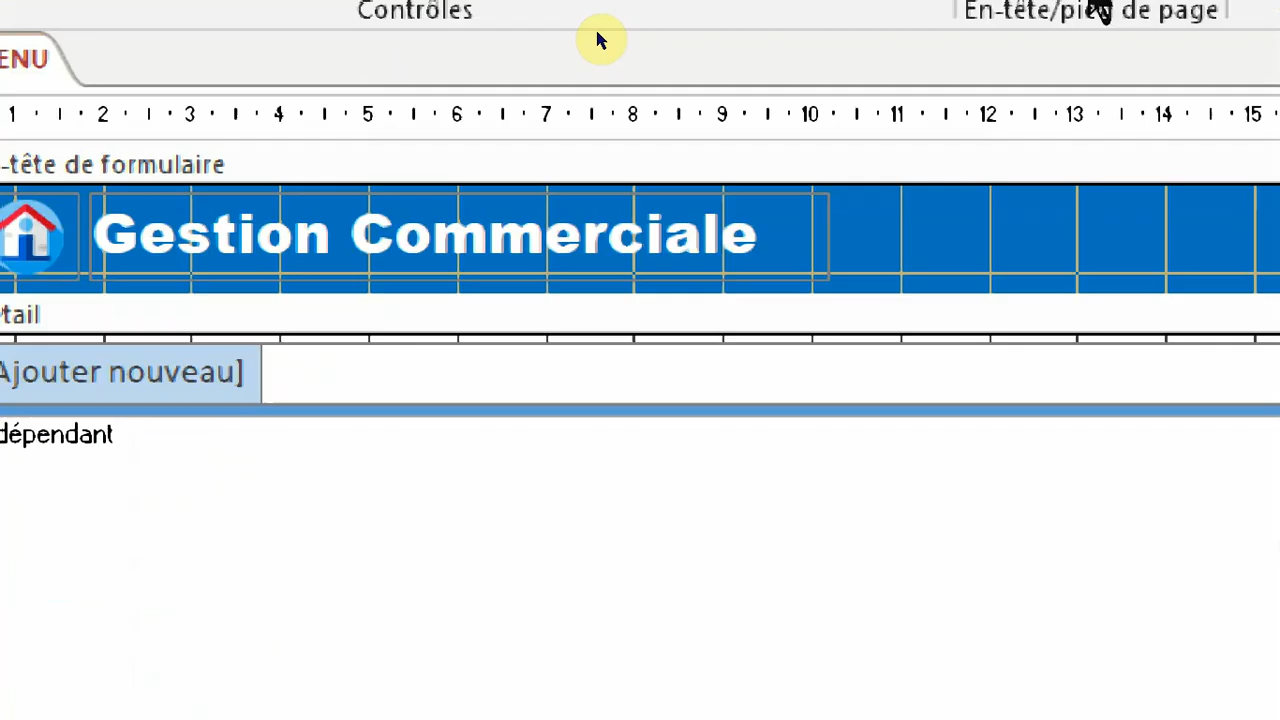 Contrôles
En-tête/pied de page
ENU
1 2 3 4 5 6 7 8 9 10 11 12 13 14 15
-tête de formulaire
Gestion Commerciale
tail
Ajouter nouveau]
dépendant